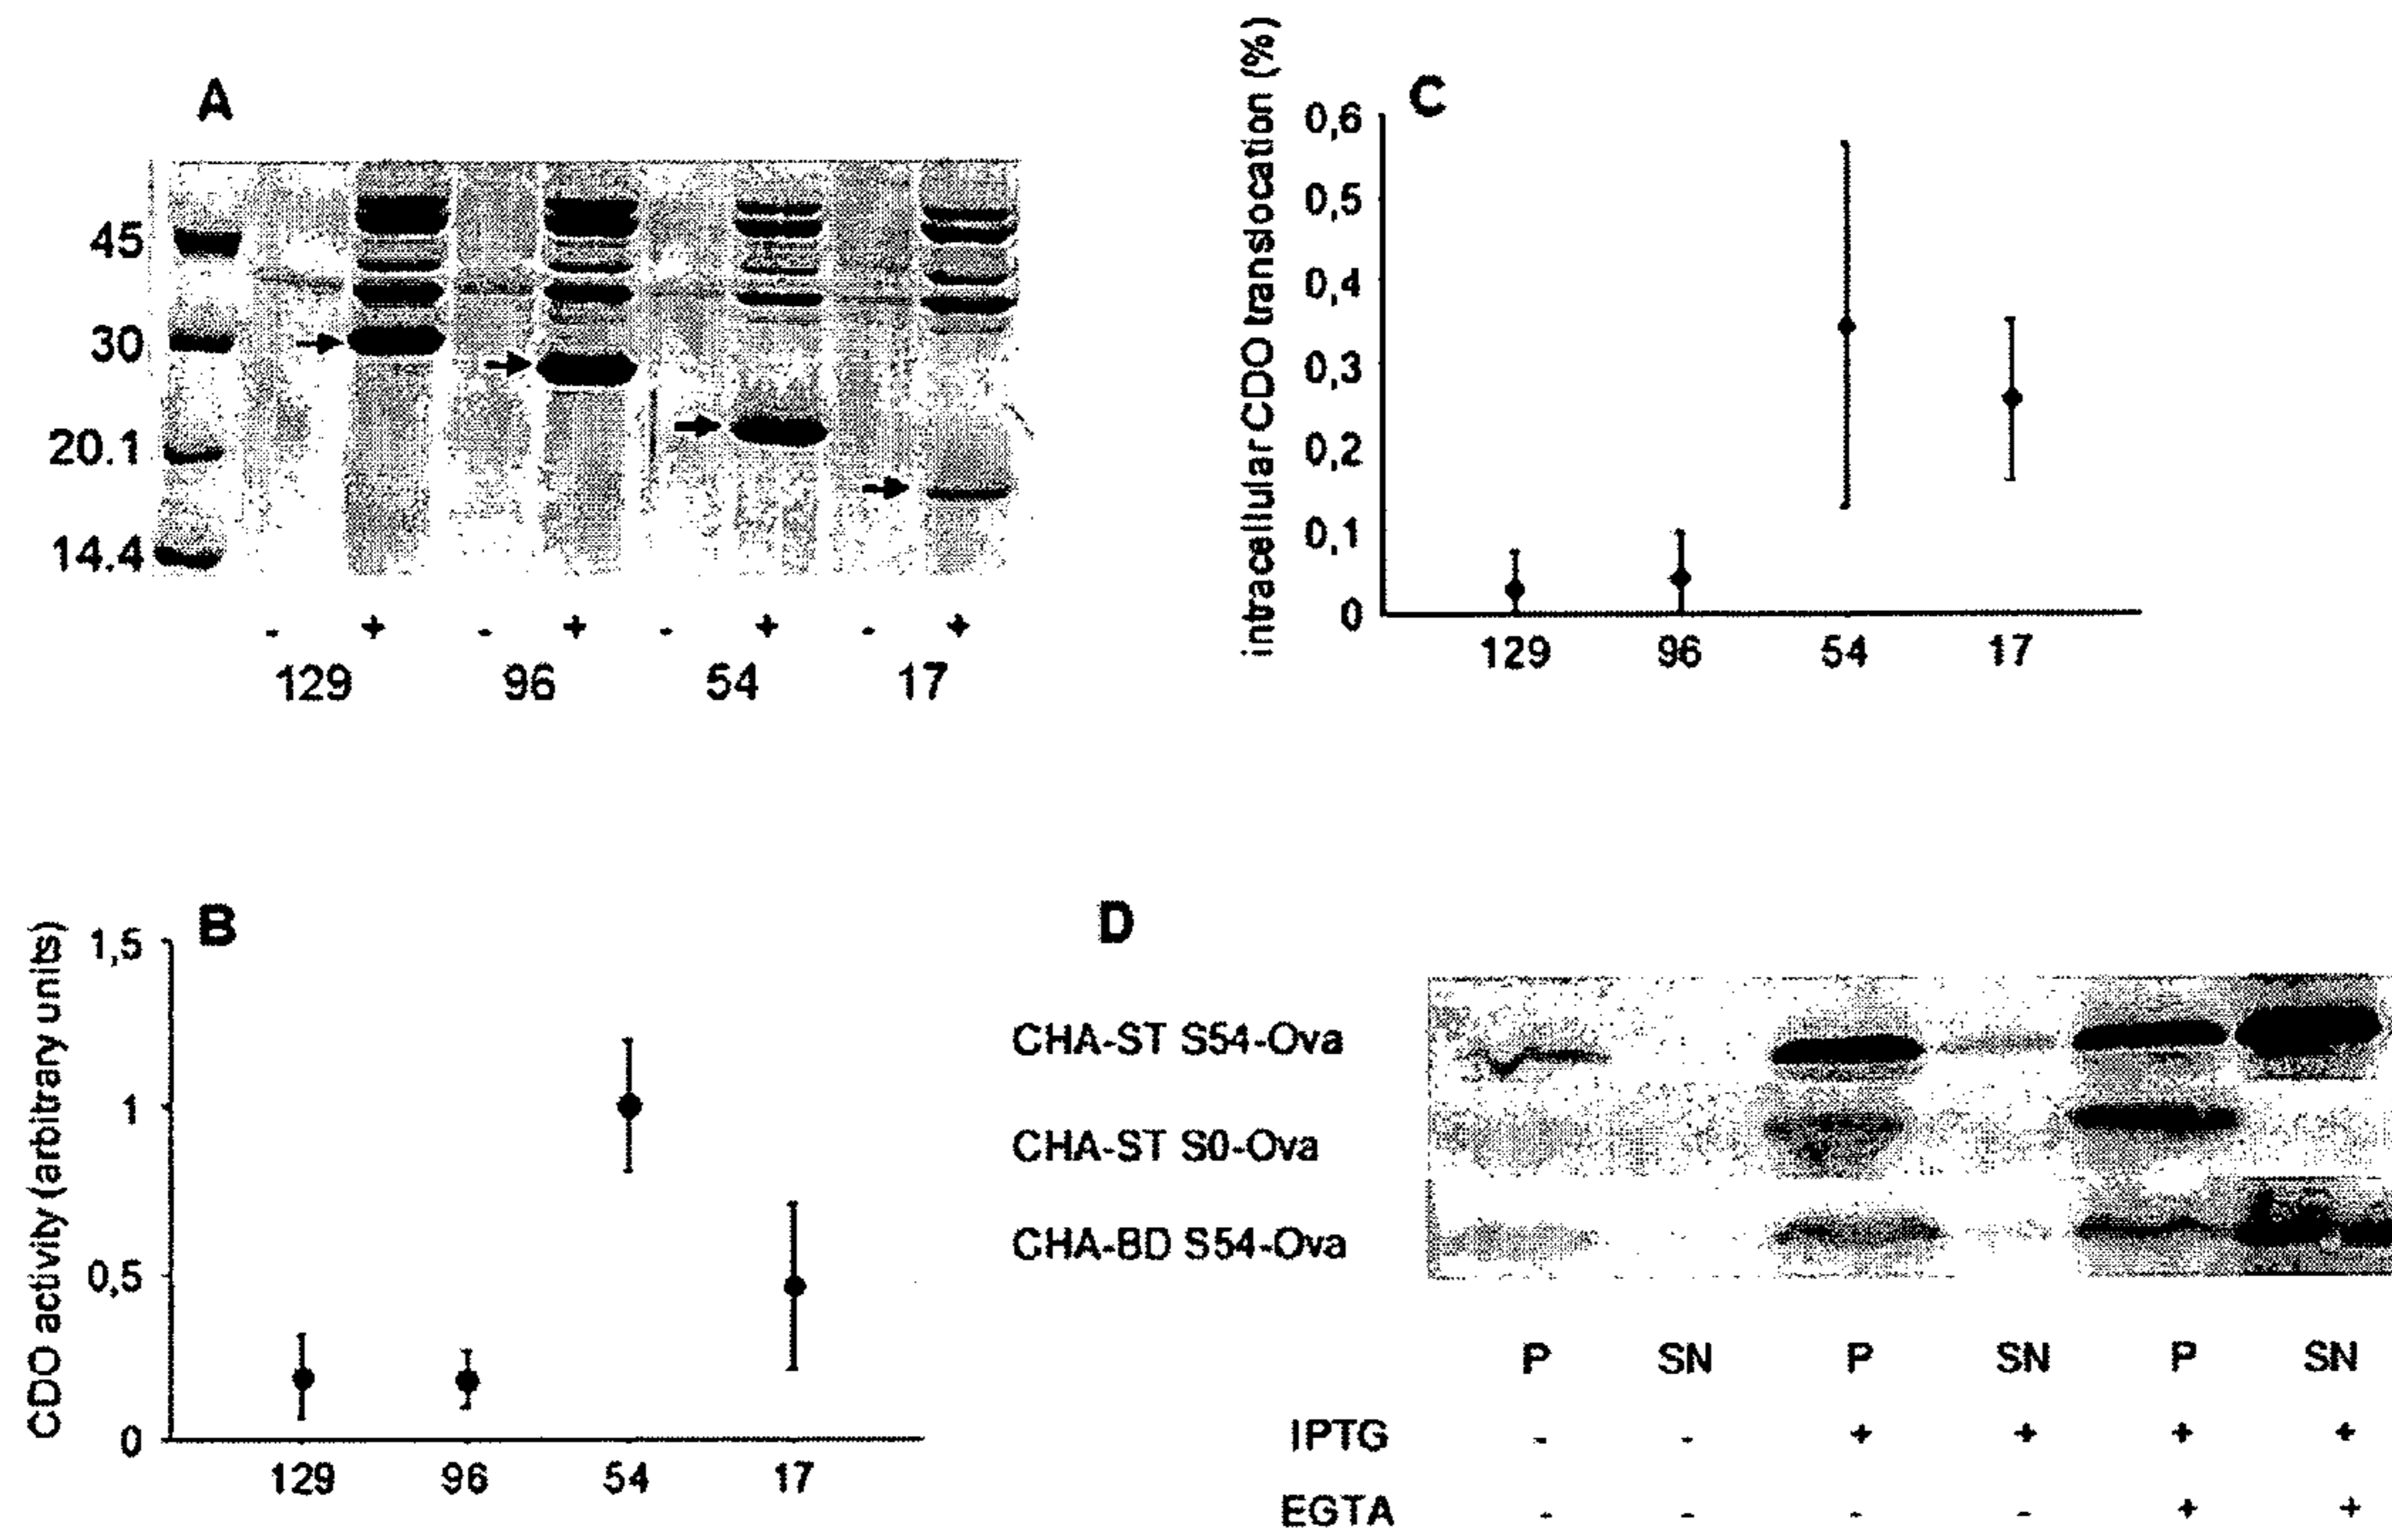 A
45
30
20.1
14.4
- + - + - + - +
129 96 54 17
C
intracellular CDO translocation (%)
0,6
0,5
0,4
0,3
0,2
0,1
0
129 96 54 17
B
CDO activity (arbitrary units)
1,5
1
0,5
0
129 96 54 17
D
CHA-ST S54-Ova
CHA-ST S0-Ova
CHA-BD S54-Ova
P SN P SN P SN
IPTG - - + + + +
EGTA - - - - + +